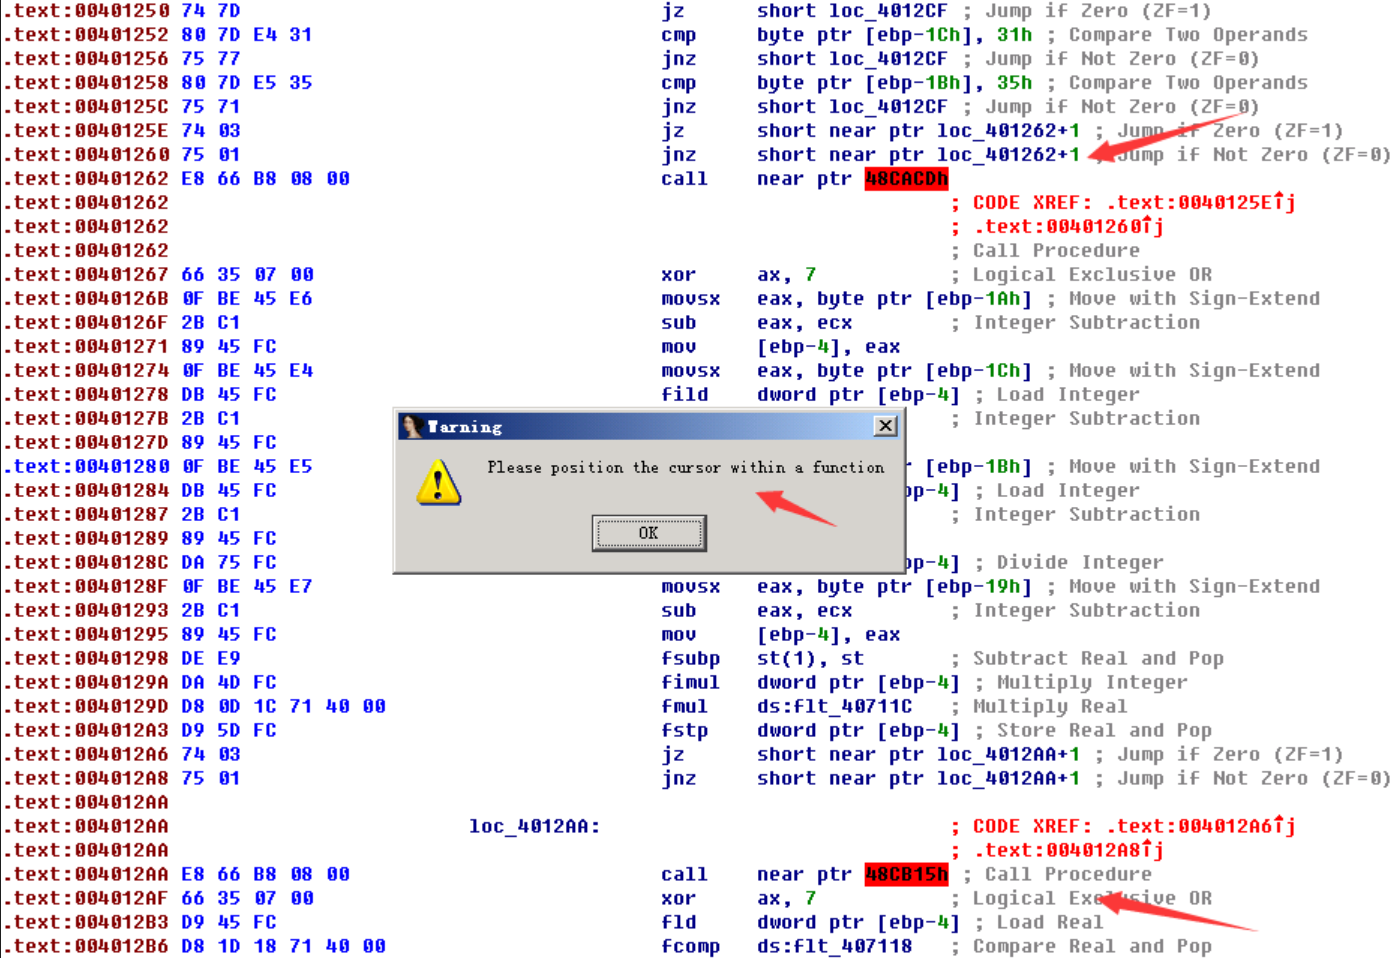 .text:00401250 74 7D jz short loc_4012CF ; Jump if Zero (ZF=1)
.text:00401252 80 7D E4 31 cmp byte ptr [ebp-1Ch], 31h ; Compare Two Operands
.text:00401256 75 77 jnz short loc_4012CF ; Jump if Not Zero (ZF=0)
.text:00401258 80 7D E5 35 cmp byte ptr [ebp-1Bh], 35h ; Compare Two Operands
.text:0040125C 75 71 jnz short loc_4012CF ; Jump if Not Zero (ZF=0)
.text:0040125E 74 03 jz short near ptr loc_401262+1 ; Jump if Zero (ZF=1)
.text:00401260 75 01 jnz short near ptr loc_401262+1 ; Jump if Not Zero (ZF=0)
.text:00401262 E8 66 B8 08 00 call near ptr 48CACDh
.text:00401262 ; CODE XREF: .text:0040125E↑j
.text:00401262 ; .text:00401260↑j
.text:00401262 ; Call Procedure
.text:00401267 66 35 07 00 xor ax, 7 ; Logical Exclusive OR
.text:0040126B 0F BE 45 E6 movsx eax, byte ptr [ebp-1Ah] ; Move with Sign-Extend
.text:0040126F 2B C1 sub eax, ecx ; Integer Subtraction
.text:00401271 89 45 FC mov [ebp-4], eax
.text:00401274 0F BE 45 E4 movsx eax, byte ptr [ebp-1Ch] ; Move with Sign-Extend
.text:00401278 DB 45 FC fild dword ptr [ebp-4] ; Load Integer
.text:0040127B 2B C1 ; Integer Subtraction
.text:0040127D 89 45 FC
.text:00401280 0F BE 45 E5 [ebp-1Bh] ; Move with Sign-Extend
.text:00401284 DB 45 FC bp-4] ; Load Integer
.text:00401287 2B C1 ; Integer Subtraction
.text:00401289 89 45 FC
.text:0040128C DA 75 FC bp-4] ; Divide Integer
Warning
Please position the cursor within a function
OK
.text:0040128F 0F BE 45 E7 movsx eax, byte ptr [ebp-19h] ; Move with Sign-Extend
.text:00401293 2B C1 sub eax, ecx ; Integer Subtraction
.text:00401295 89 45 FC mov [ebp-4], eax
.text:00401298 DE E9 fsubp st(1), st ; Subtract Real and Pop
.text:0040129A DA 4D FC fimul dword ptr [ebp-4] ; Multiply Integer
.text:0040129D D8 0D 1C 71 40 00 fmul ds:flt_40711C ; Multiply Real
.text:004012A3 D9 5D FC fstp dword ptr [ebp-4] ; Store Real and Pop
.text:004012A6 74 03 jz short near ptr loc_4012AA+1 ; Jump if Zero (ZF=1)
.text:004012A8 75 01 jnz short near ptr loc_4012AA+1 ; Jump if Not Zero (ZF=0)
.text:004012AA
.text:004012AA loc_4012AA: ; CODE XREF: .text:004012A6↑j
.text:004012AA ; .text:004012A8↑j
.text:004012AA E8 66 B8 08 00 call near ptr 48CB15h ; Call Procedure
.text:004012AF 66 35 07 00 xor ax, 7 ; Logical Exclusive OR
.text:004012B3 D9 45 FC fld dword ptr [ebp-4] ; Load Real
.text:004012B6 D8 1D 18 71 40 00 fcomp ds:flt_407118 ; Compare Real and Pop